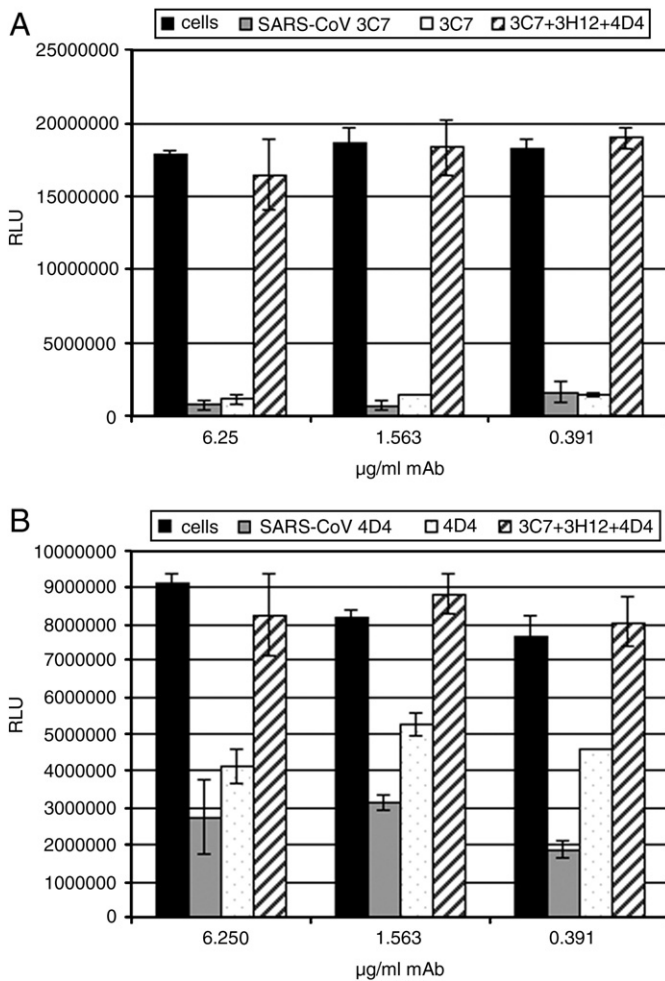 A
cells SARS-CoV 3C7 3C7 3C7+3H12+4D4
25000000
20000000
15000000
10000000
5000000
0
RLU
6.25 1.563 0.391
µg/ml mAb
B
cells SARS-CoV 4D4 4D4 3C7+3H12+4D4
10000000
9000000
8000000
7000000
6000000
5000000
4000000
3000000
2000000
1000000
0
RLU
6.250 1.563 0.391
µg/ml mAb